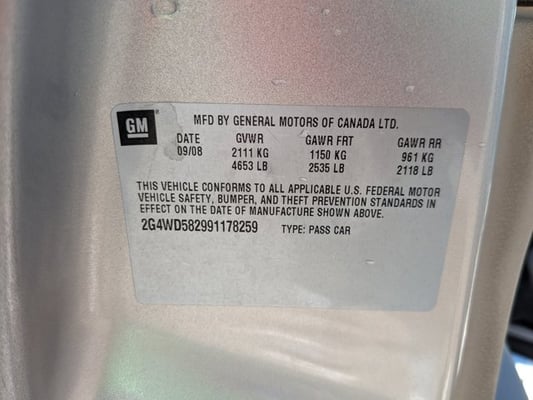 MFD BY GENERAL MOTORS OF CANADA LTD.
GM
DATE GVWR GAWR FRT GAWR RR
09/08 2111 KG 1150 KG 961 KG
4653 LB 2535 LB 2118 LB
THIS VEHICLE CONFORMS TO ALL APPLICABLE U.S. FEDERAL MOTOR
VEHICLE SAFETY, BUMPER, AND THEFT PREVENTION STANDARDS IN
EFFECT ON THE DATE OF MANUFACTURE SHOWN ABOVE.
2G4WD582991178259 TYPE: PASS CAR